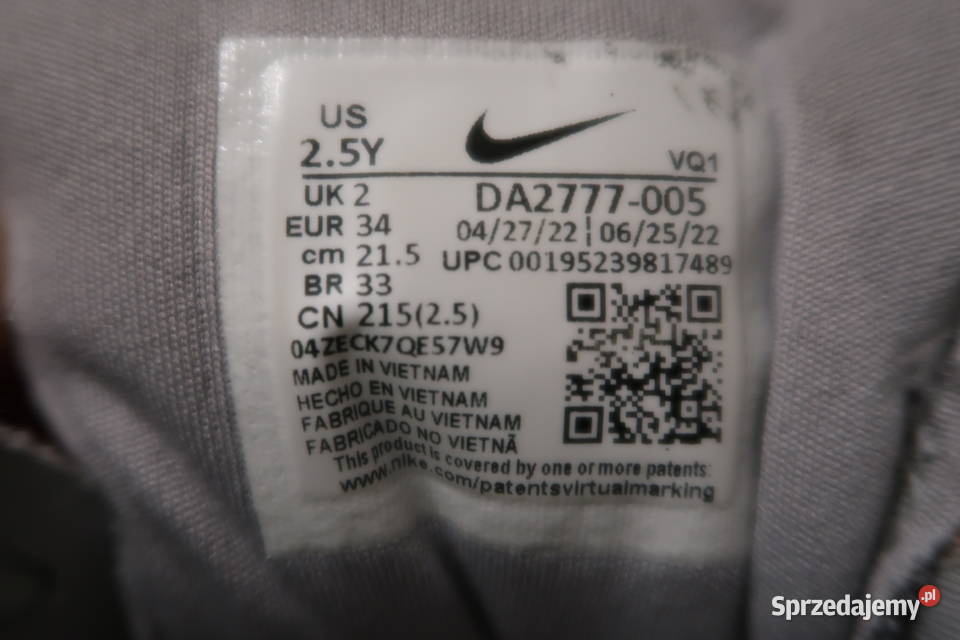 US
2.5Y
VQ1
UK 2
DA2777-005
EUR 34
04/27/22 | 06/25/22
cm 21.5
UPC 00195239817489
BR 33
CN 215(2.5)
04ZECK7QE57W9
MADE IN VIETNAM
HECHO EN VIETNAM
FABRIQUE AU VIETNAM
FABRICADO NO VIETNÃ
This product is covered by one or more patents:
www.nike.com/patentsvirtualmarking
Sprzedajemy.pl